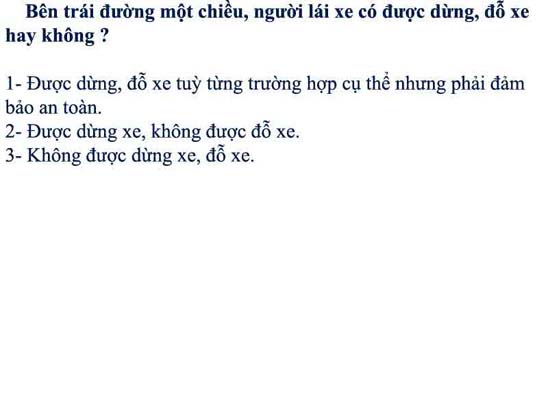 Bên trái đường một chiều, người lái xe có được dừng, đỗ xe
hay không ?
1- Được dừng, đỗ xe tuỳ từng trường hợp cụ thể nhưng phải đảm
bảo an toàn.
2- Được dừng xe, không được đỗ xe.
3- Không được dừng xe, đỗ xe.